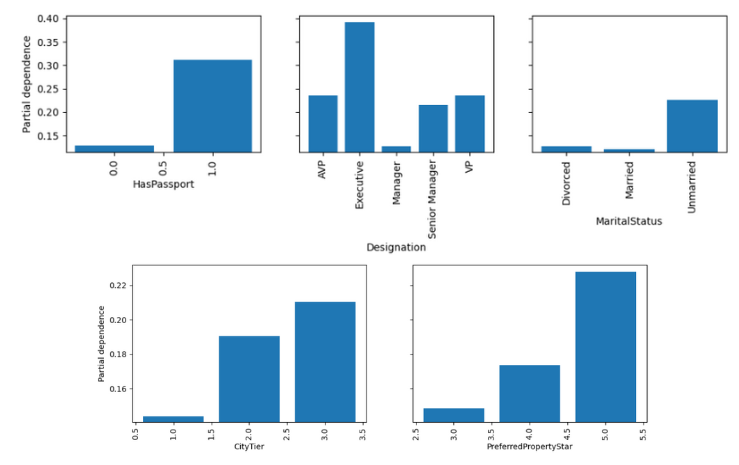 0.40
0.35
0.30
0.25
0.20
0.15
Partial dependence
0.0
0.5
1.0
HasPassport
AVP
Executive
Manager
Senior Manager
VP
Designation
Divorced
Married
Unmarried
MaritalStatus
0.22
0.20
0.18
0.16
Partial dependence
0.5
1.0
1.5
2.0
2.5
3.0
3.5
CityTier
2.5
3.0
3.5
4.0
4.5
5.0
5.5
PreferredPropertyStar